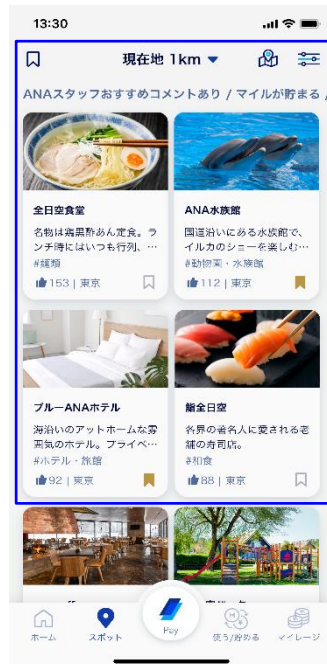 13:30
現在地 1km ▼
ANAスタッフおすすめコメントあり / マイルが貯まる /
全日空食堂
名物は鶏黒酢あん定食。ラ
ンチ時にはいつも行列、…
#麺類
153 | 東京
ANA水族館
国道沿いにある水族館で、
イルカのショーを楽しむ…
#動物園・水族館
112 | 東京
ブルーANAホテル
海沿いのアットホームな雰
囲気のホテル。プライベ…
#ホテル・旅館
92 | 東京
鮨全日空
各界の著名人に愛される老
舗の寿司店。
#和食
88 | 東京
ホーム
スポット
Pay
使う/貯める
マイレージ